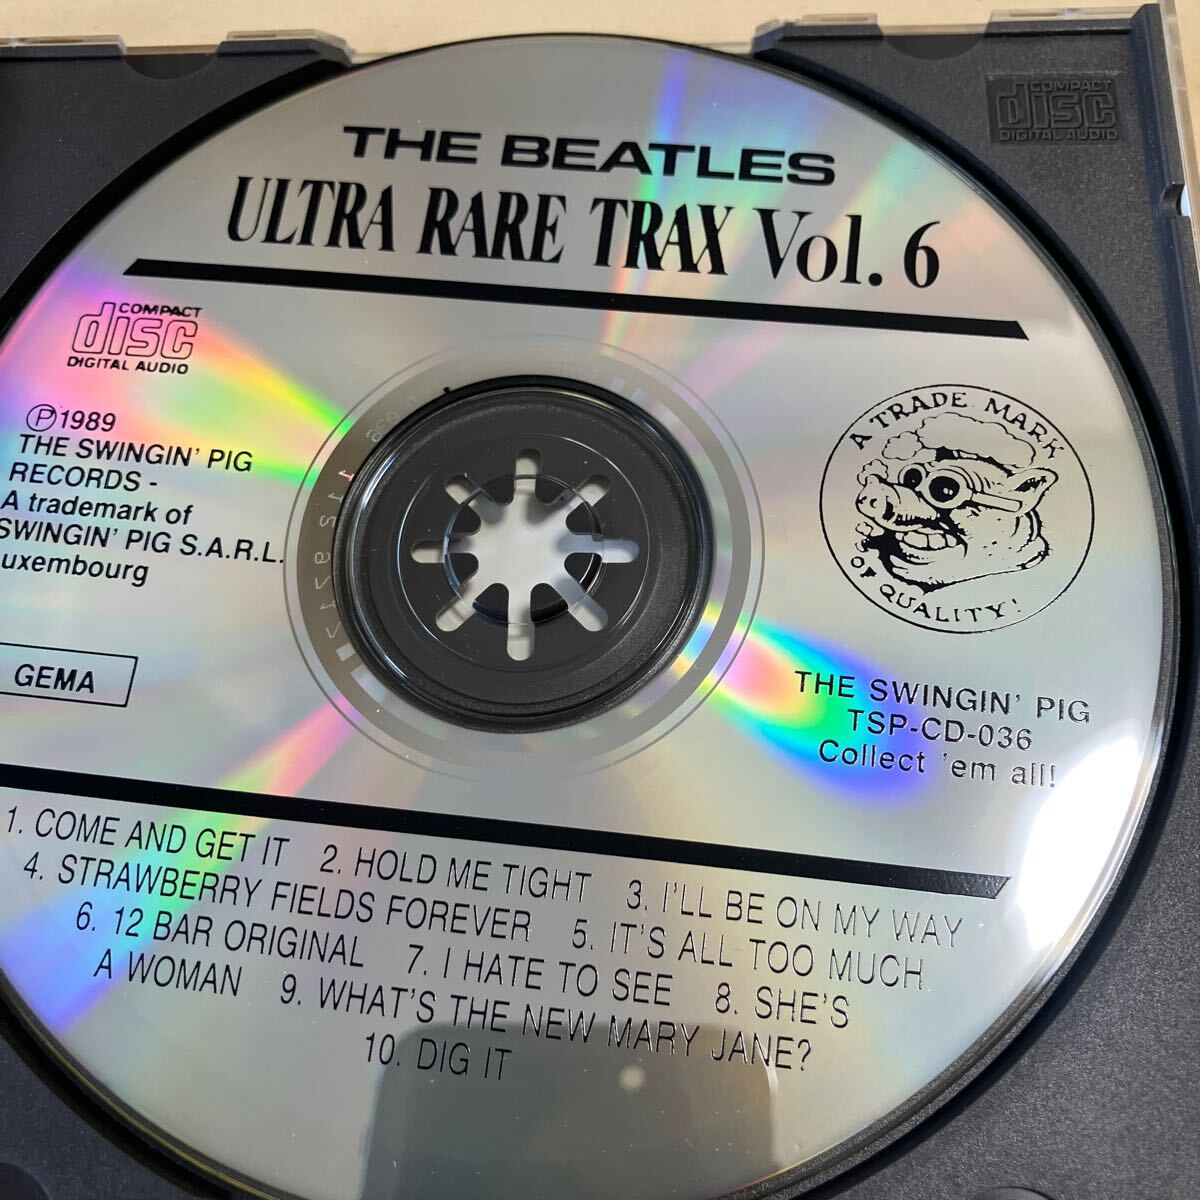 THE BEATLES
ULTRA RARE TRAX Vol. 6
COMPACT
disc
DIGITAL AUDIO
COMPACT
disc
DIGITAL AUDIO
℗1989
THE SWINGIN' PIG
RECORDS -
A trademark of
SWINGIN' PIG S.A.R.L.
uxembourg
GEMA
A TRADE MARK
OF QUALITY!
THE SWINGIN' PIG
TSP-CD-036
Collect 'em all!
1. COME AND GET IT 2. HOLD ME TIGHT 3. I'LL BE ON MY WAY
4. STRAWBERRY FIELDS FOREVER 5. IT'S ALL TOO MUCH
6. 12 BAR ORIGINAL 7. I HATE TO SEE 8. SHE'S
A WOMAN 9. WHAT'S THE NEW MARY JANE?
10. DIG IT